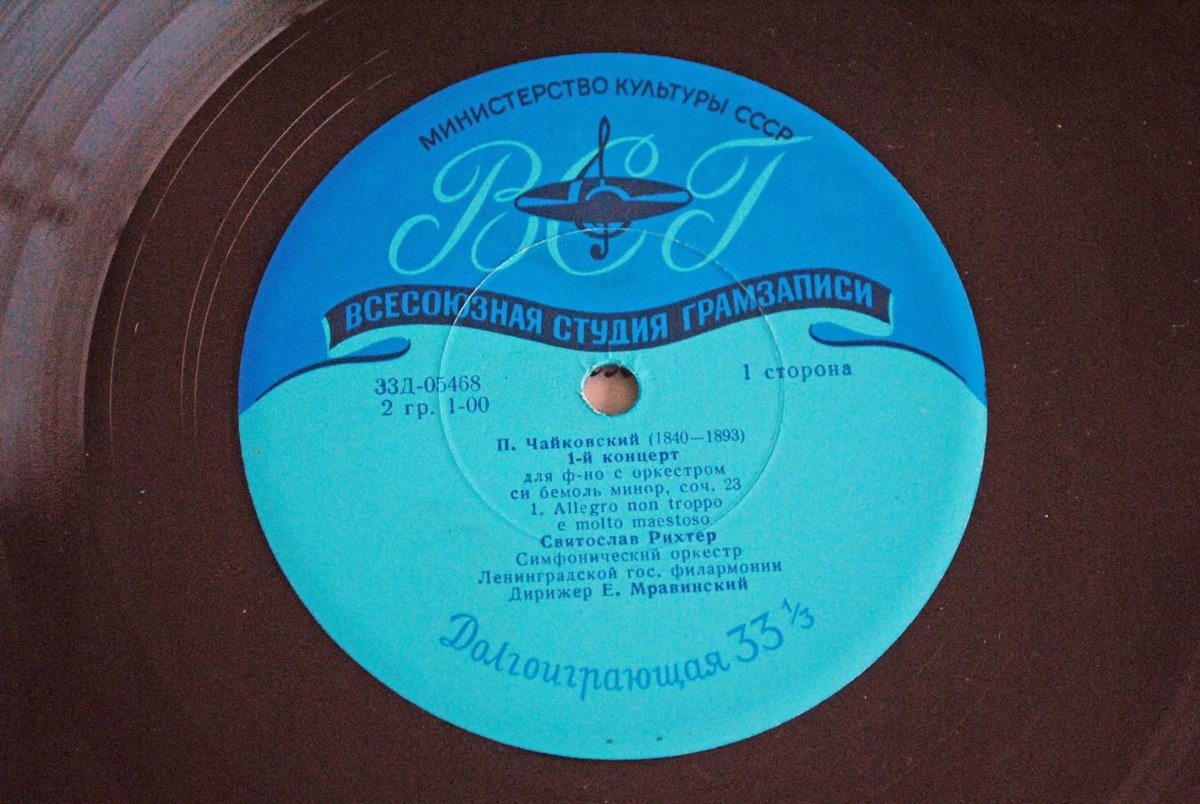 МИНИСТЕРСТВО КУЛЬТУРЫ СССР
ВСГ
ВСЕСОЮЗНАЯ СТУДИЯ ГРАМЗАПИСИ
ЗЗД-05468
2 гр. 1-00
1 сторона
П. Чайковский (1840—1893)
1-й концерт
для ф-но с оркестром
си бемоль минор, соч. 23
1. Allegro non troppo
e molto maestoso
Святослав Рихтер
Симфонический оркестр
Ленинградской гос. филармонии
Дирижер Е. Мравинский
Долгоиграющая 33 1/3